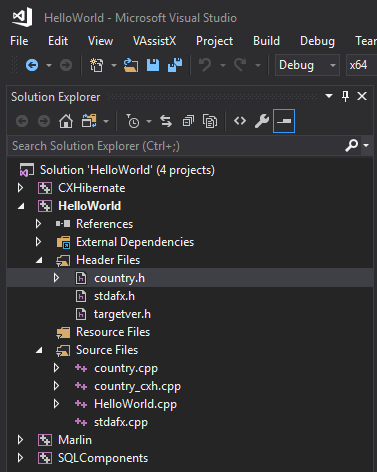 HelloWorld - Microsoft Visual Studio
File View VAssistX Project Build Debug Tear
Debug x64
Solution Explorer
Search Solution Explorer (Ctrl+;)
Solution 'HelloWorld' (4 projects)
CXHibernate
HelloWorld
References
External Dependencies
Header Files
country.h
stdafx.h
targetver.h
Resource Files
Source Files
country.cpp
country_cxh.cpp
HelloWorld.cpp
stdafx.cpp
Marlin
SQLComponents